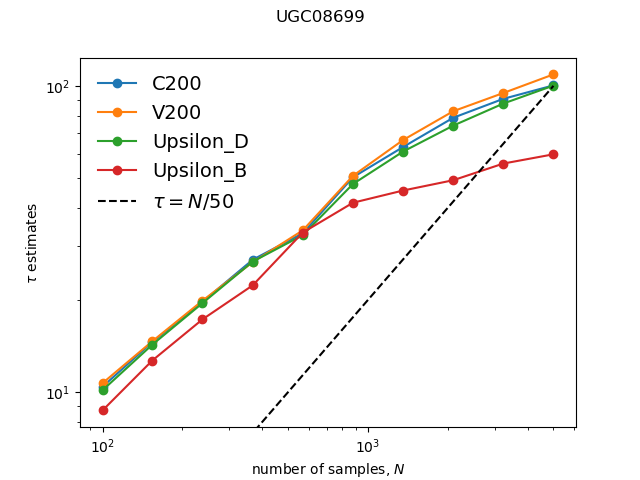 UGC08699
C200
V200
Upsilon_D
Upsilon_B
τ = N/50
10²
10¹
τ estimates
10²
10³
number of samples, N